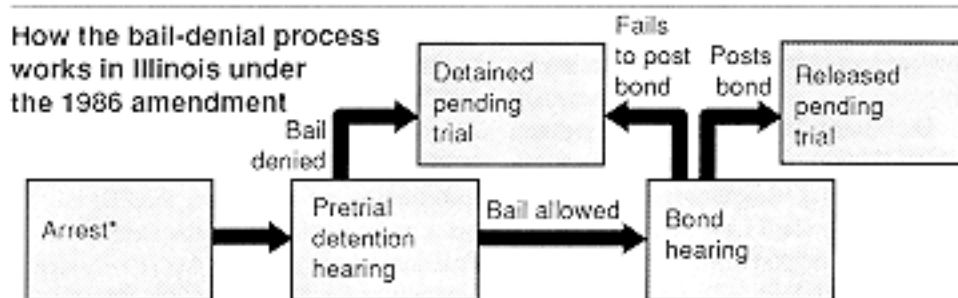 How the bail-denial process
works in Illinois under
the 1986 amendment
Detained
pending
trial
Fails
to post
bond
Posts
bond
Released
pending
trial
Bail
denied
Arrest*
Pretrial
detention
hearing
Bail allowed
Bond
hearing